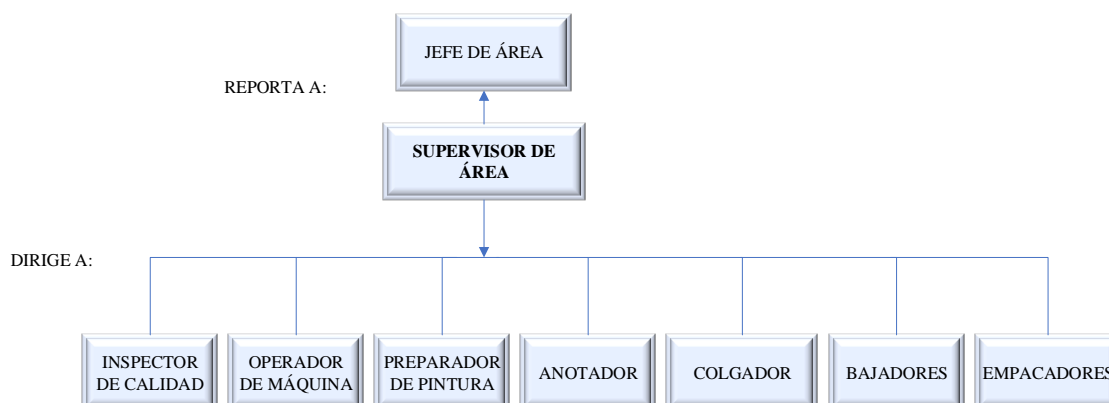 JEFE DE ÁREA
REPORTA A:
SUPERVISOR DE
ÁREA
DIRIGE A:
INSPECTOR
DE CALIDAD
OPERADOR
DE MÁQUINA
PREPARADOR
DE PINTURA
ANOTADOR
COLGADOR
BAJADORES
EMPACADORES